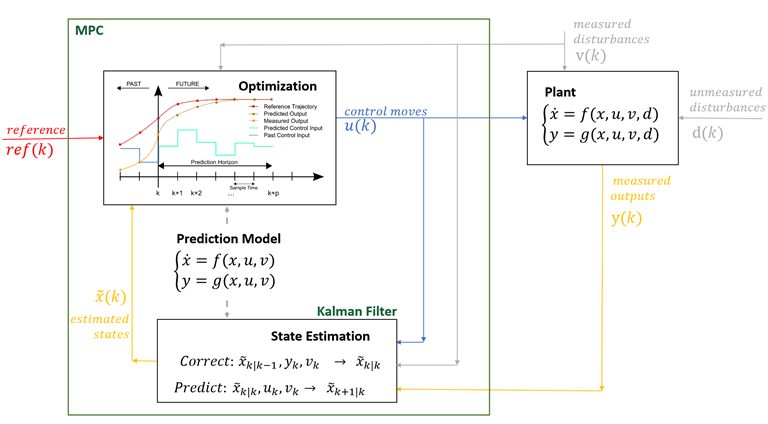 MPC
measured
disturbances
v(k)
Optimization
PAST
FUTURE
Reference Trajectory
Predicted Output
Measured Output
Predicted Control Input
Past Control Input
Prediction Horizon
Sample Time
k
k+1
k+2
...
k+p
reference
ref(k)
control moves
u(k)
Plant
ẋ = f(x, u, v, d)
y = g(x, u, v, d)
unmeasured
disturbances
d(k)
measured
outputs
y(k)
Prediction Model
ẋ = f(x, u, v)
y = g(x, u, v)
x̃(k)
estimated
states
Kalman Filter
State Estimation
Correct: x̃k|k−1, yk, vk → x̃k|k
Predict: x̃k|k, uk, vk → x̃k+1|k